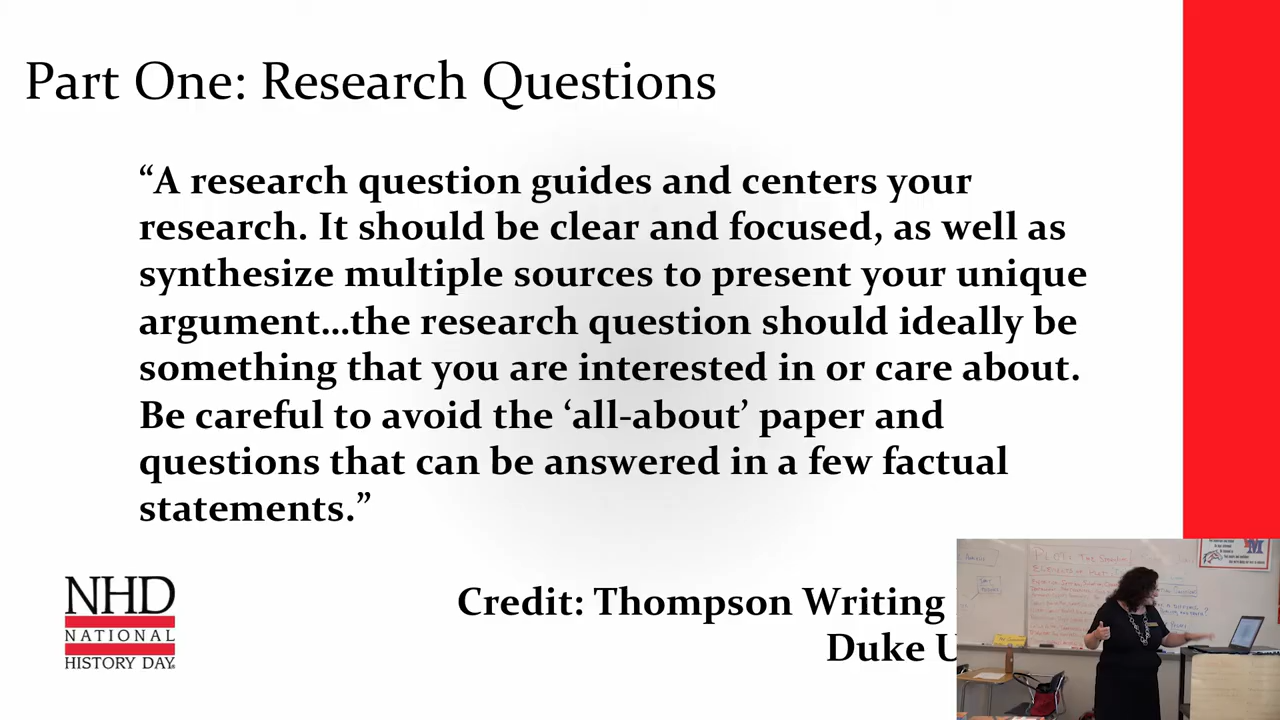 Part One: Research Questions
“A research question guides and centers your
research. It should be clear and focused, as well as
synthesize multiple sources to present your unique
argument…the research question should ideally be
something that you are interested in or care about.
Be careful to avoid the ‘all-about’ paper and
questions that can be answered in a few factual
statements.”
Credit: Thompson Writing
Duke U
NHD
NATIONAL
HISTORY DAY
PLOT: The